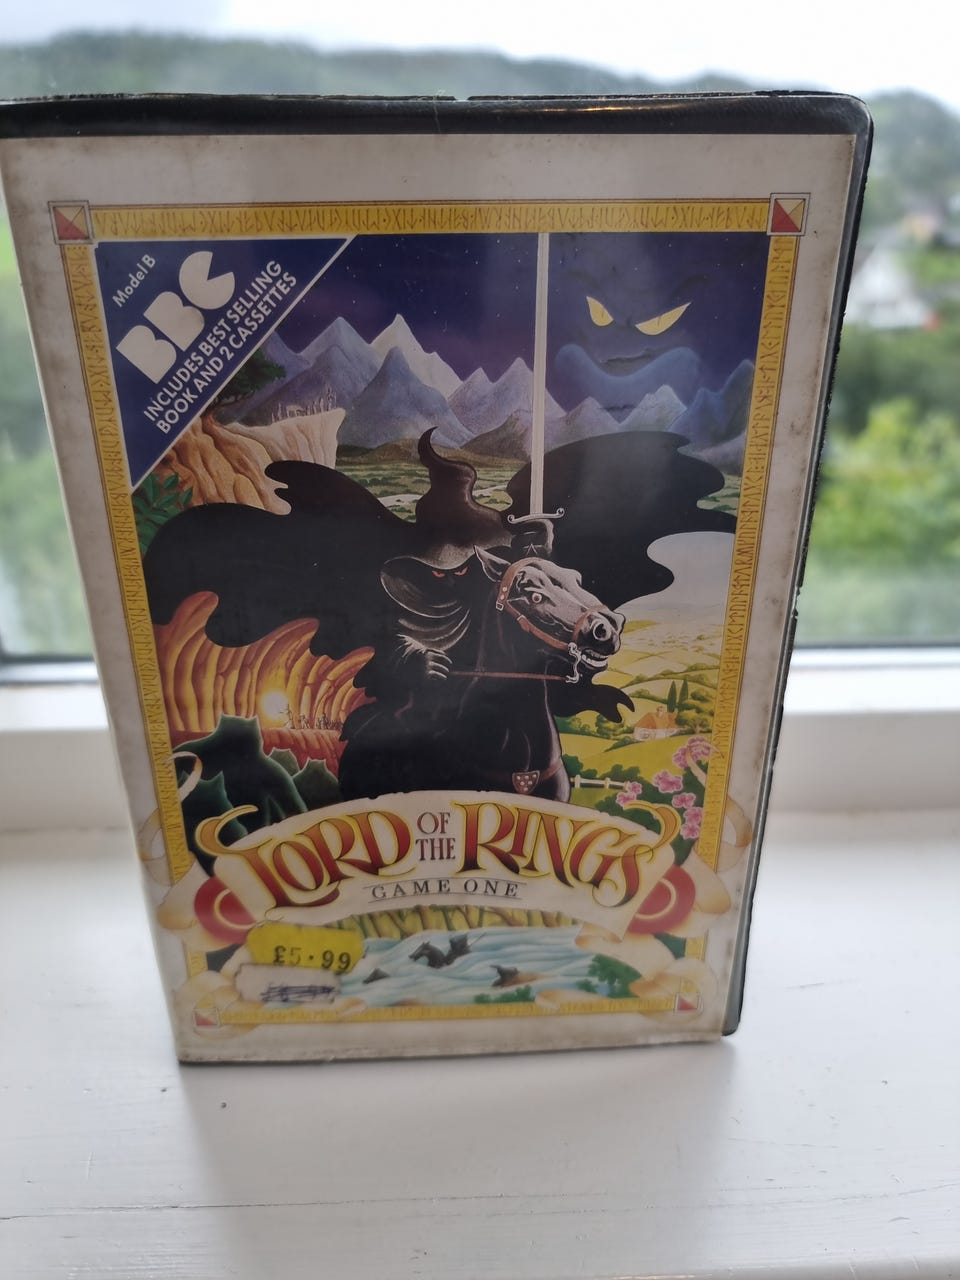 Model B
BBC
INCLUDES BEST SELLING
BOOK AND 2 CASSETTES
LORD OF THE RINGS
GAME ONE
£5.99